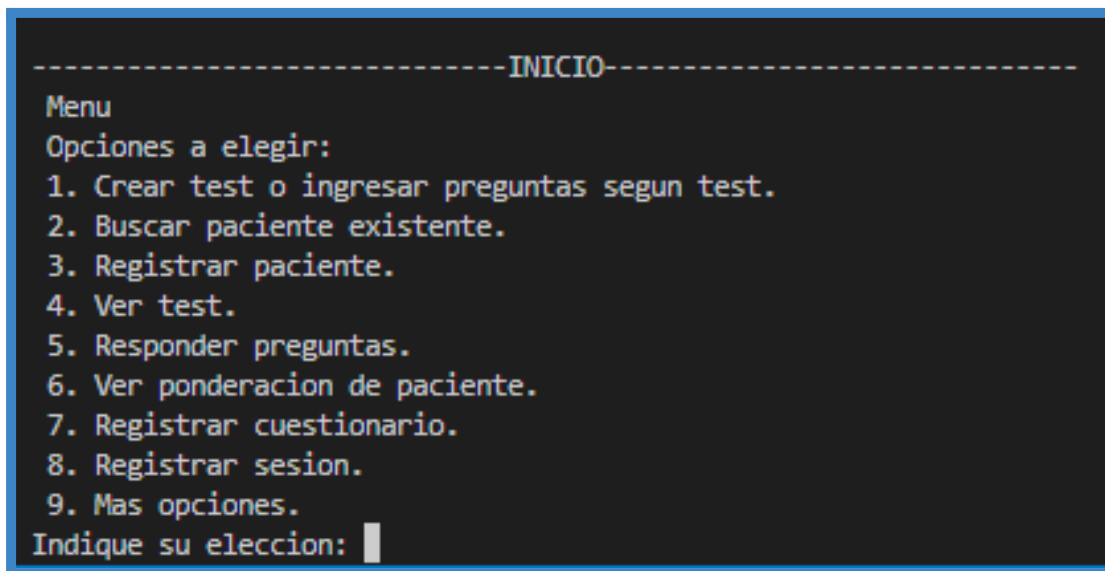 ------------------------------INICIO------------------------------
Menu
Opciones a elegir:
1. Crear test o ingresar preguntas segun test.
2. Buscar paciente existente.
3. Registrar paciente.
4. Ver test.
5. Responder preguntas.
6. Ver ponderacion de paciente.
7. Registrar cuestionario.
8. Registrar sesion.
9. Mas opciones.
Indique su eleccion: